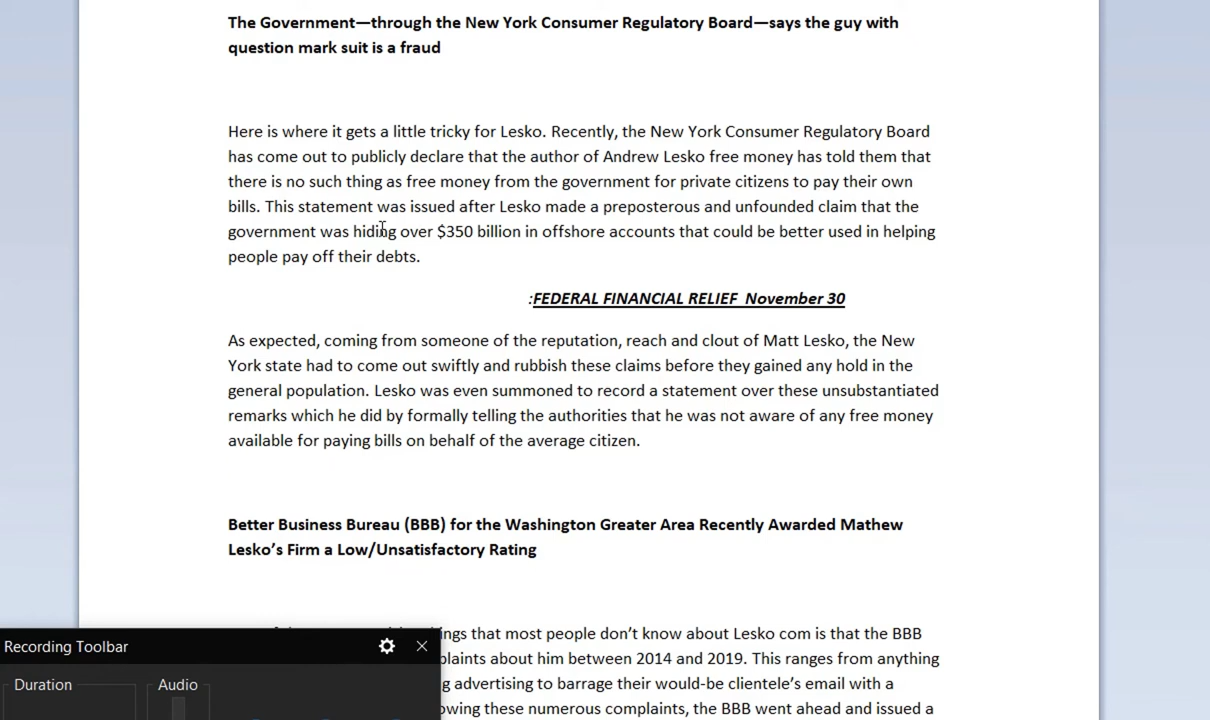 The Government—through the New York Consumer Regulatory Board—says the guy with
question mark suit is a fraud
Here is where it gets a little tricky for Lesko. Recently, the New York Consumer Regulatory Board
has come out to publicly declare that the author of Andrew Lesko free money has told them that
there is no such thing as free money from the government for private citizens to pay their own
bills. This statement was issued after Lesko made a preposterous and unfounded claim that the
government was hiding over $350 billion in offshore accounts that could be better used in helping
people pay off their debts.
:FEDERAL FINANCIAL RELIEF November 30
As expected, coming from someone of the reputation, reach and clout of Matt Lesko, the New
York state had to come out swiftly and rubbish these claims before they gained any hold in the
general population. Lesko was even summoned to record a statement over these unsubstantiated
remarks which he did by formally telling the authorities that he was not aware of any free money
available for paying bills on behalf of the average citizen.
Better Business Bureau (BBB) for the Washington Greater Area Recently Awarded Mathew
Lesko's Firm a Low/Unsatisfactory Rating
that most people don't know about Lesko com is that the BBB
about him between 2014 and 2019. This ranges from anything
advertising to barrage their would-be clientele's email with a
these numerous complaints, the BBB went ahead and issued a
Recording Toolbar
Duration
Audio